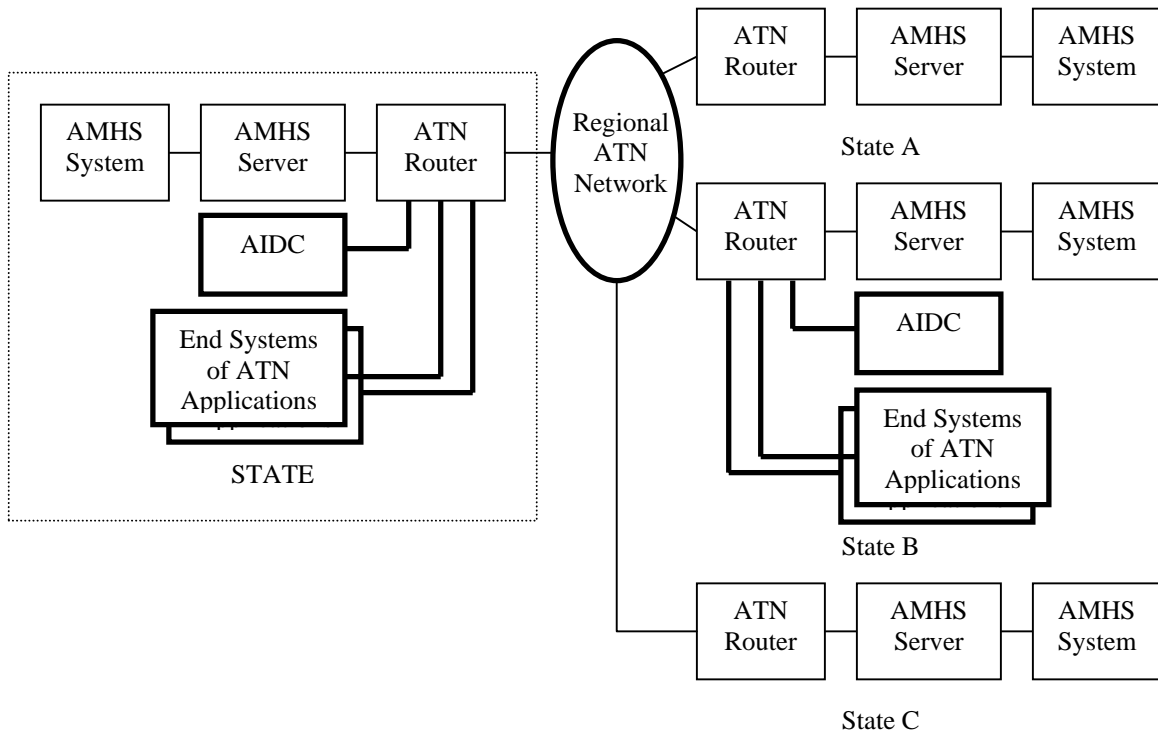 AMHS
System
AMHS
Server
ATN
Router
AIDC
End Systems
of ATN
Applications
STATE
Regional
ATN
Network
ATN
Router
AMHS
Server
AMHS
System
State A
ATN
Router
AMHS
Server
AMHS
System
AIDC
End Systems
of ATN
Applications
State B
ATN
Router
AMHS
Server
AMHS
System
State C